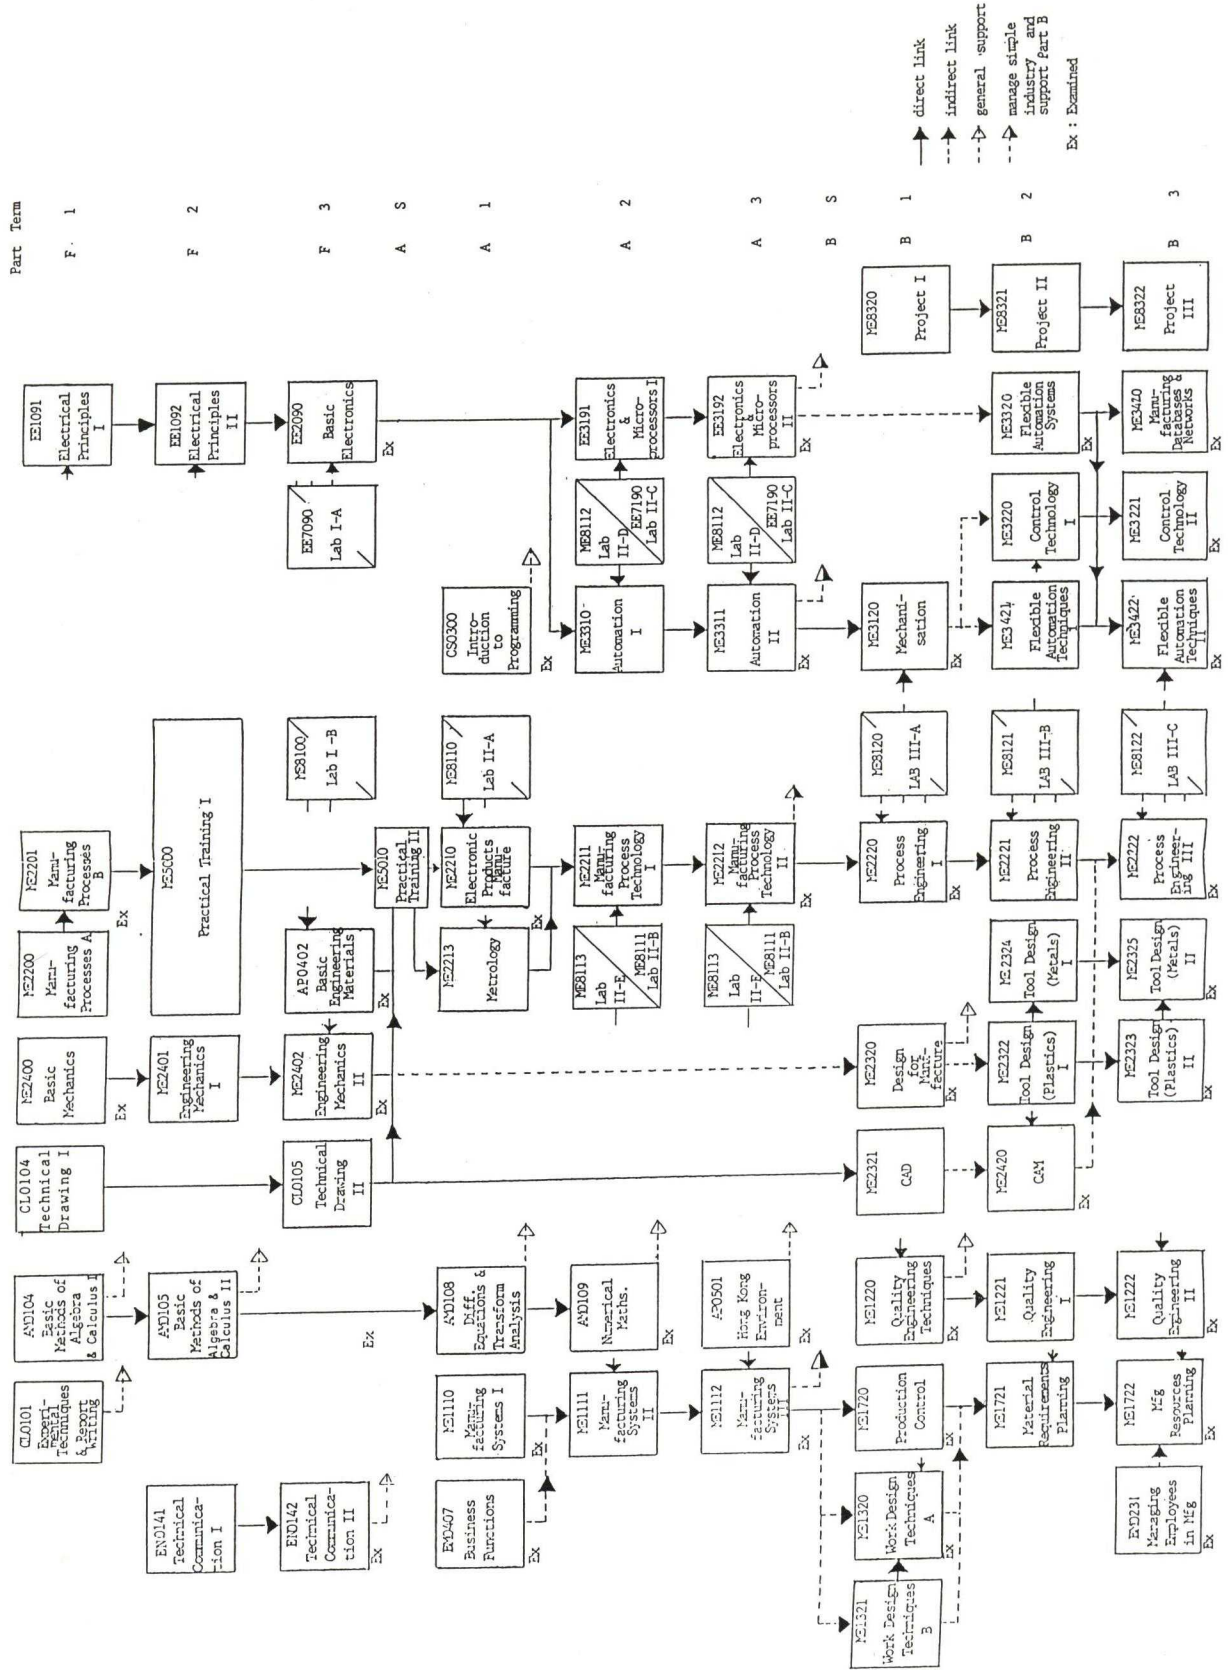 Part Term
F. 1
CL0101
Experi-
mental
Techniques
& Report
Writing
AMD104
Basic
Methods of
Algebra
& Calculus I
CL0104
Technical
Drawing I
ME2400
Basic
Mechanics
Ex
ME2200
Manu-
facturing
Processes A
ME2201
Manu-
facturing
Processes
B
Ex
EE1091
Electrical
Principles
I
F 2
EN0141
Technical
Communica-
tion I
AMD105
Basic
Methods of
Algebra &
Calculus II
Ex
ME2401
Engineering
Mechanics
I
ME5000
Practical Training I
EE1092
Electrical
Principles
II
F 3
EN0142
Technical
Communica-
tion II
Ex
CL0105
Technical
Drawing
II
Ex
ME2402
Engineering
Mechanics
II
Ex
AP0402
Basic
Engineering
Materials
Ex
ME8100
Lab I -B
EE7090
Lab I-A
EE2090
Basic
Electronics
Ex
A S
ME5010
Practical
Training II
A 1
EMD407
Business
Functions
Ex
ME1110
Manu-
facturing
Systems I
Ex
AMD108
Diff.
Equations &
Transform
Analysis
ME2213
Metrology
Ex
ME2210
Electronic
Products
Manu-
facture
Ex
ME8110
Lab II-A
CS0300
Intro-
duction
to
Programming
Ex
A 2
ME1111
Manu-
facturing
Systems
II
AMD109
Numerical
Maths.
Ex
ME8113
Lab
II-E
ME8111
Lab II-B
ME2211
Manu-
facturing
Process
Technology
I
ME3310
Automation
I
ME8112
Lab
II-D
EE7190
Lab II-C
EE3191
Electronics
&
Micro-
processors I
A 3
ME1112
Manu-
facturing
Systems
III
Ex
AP0501
Hong Kong
Environ-
ment
Ex
ME8113
Lab
II-E
ME8111
Lab II-B
ME2212
Manu-
facturing
Process
Technology
II
Ex
ME3311
Automation
II
Ex
ME8112
Lab
II-D
EE7190
Lab II-C
EE3192
Electronics
&
Micro-
processors
II
Ex
B S
B 1
ME1321
Work Design
Techniques
B
ME1320
Work Design
Techniques
A
Ex
ME1720
Production
Control
Ex
ME1220
Quality
Engineering
Techniques
ME2321
CAD
ME2320
Design
for
Manu-
facture
Ex
ME2220
Process
Engineering
I
ME8120
LAB III-A
ME3120
Mechani-
sation
Ex
ME8320
Project I
B 2
ME1721
Material
Requirements
Planning
ME1221
Quality
Engineering
I
ME2420
CAM
Ex
ME2322
Tool Design
(Plastics)
I
ME2324
Tool Design
(Metals)
I
ME2221
Process
Engineering
II
ME8121
LAB III-B
ME3421
Flexible
Automation
Techniques
I
ME3220
Control
Technology
I
ME3320
Flexible
Automation
Systems
Ex
ME8321
Project II
B 3
EMD231
Managing
Employees
in Mfg
Ex
ME1722
Mfg
Resources
Planning
Ex
ME1222
Quality
Engineering
II
ME2323
Tool Design
(Plastics)
II
Ex
ME2325
Tool Design
(Metals)
II
ME2222
Process
Engineer-
ing III
Ex
ME8122
LAB III-C
ME3422
Flexible
Automation
Techniques
II
Ex
ME3221
Control
Technology
II
Ex
ME3420
Manu-
facturing
Databases &
Networks
ME8322
Project
III
direct link
indirect link
general support
manage simple
industry and
support Part B
Ex : Examined